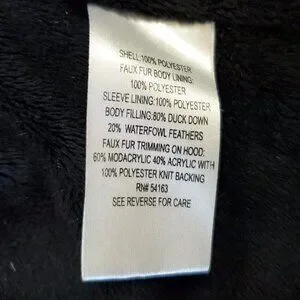 SHELL:100% POLYESTER
FAUX FUR BODY LINING:
100% POLYESTER
SLEEVE LINING:100% POLYESTER
BODY FILLING:80% DUCK DOWN
20% WATERFOWL FEATHERS
FAUX FUR TRIMMING ON HOOD:
60% MODACRYLIC 40% ACRYLIC WITH
100% POLYESTER KNIT BACKING
RN# 54163
SEE REVERSE FOR CARE